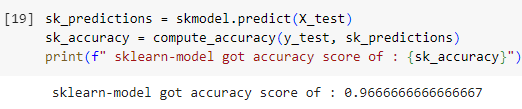 [19] sk_predictions = skmodel.predict(X_test)
sk_accuracy = compute_accuracy(y_test, sk_predictions)
print(f" sklearn-model got accuracy score of : {sk_accuracy}")
sklearn-model got accuracy score of : 0.9666666666666667